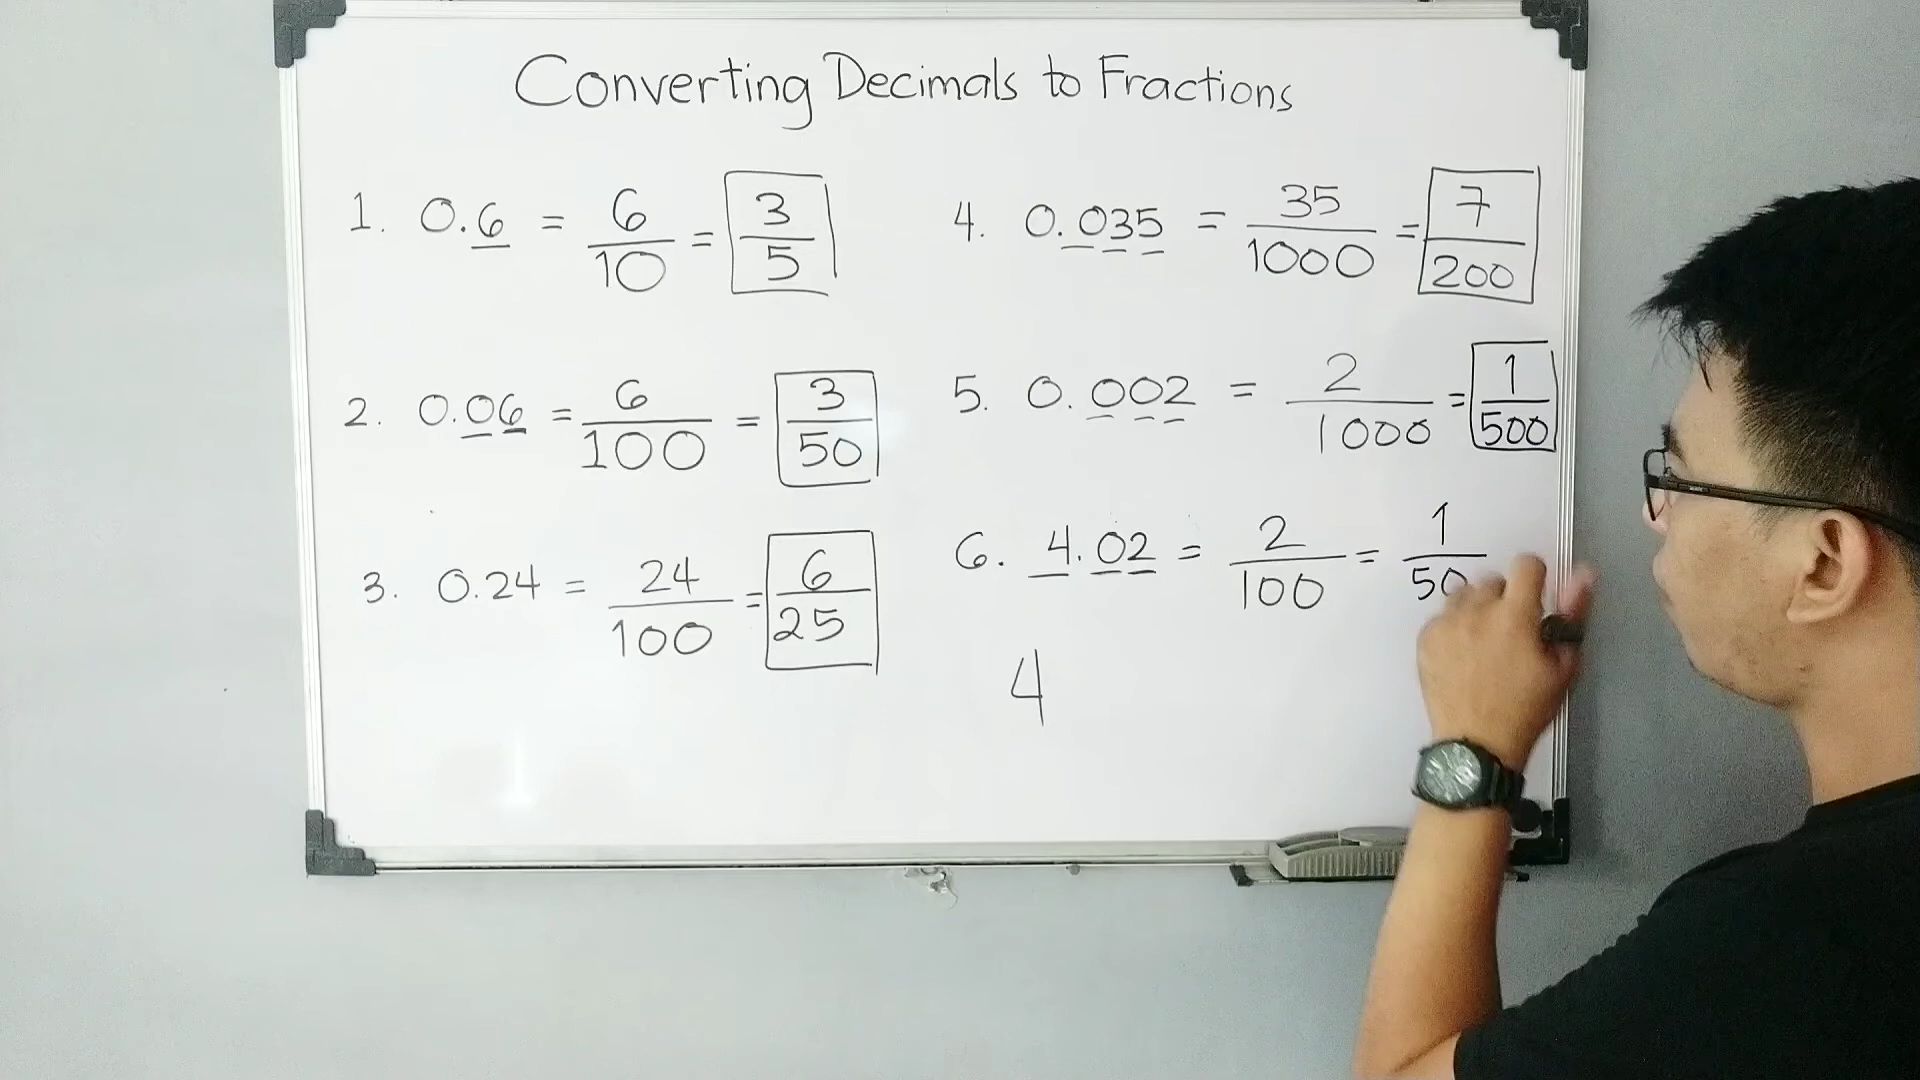 Converting Decimals to Fractions
1. 0.6 = 6/10 = 3/5
2. 0.06 = 6/100 = 3/50
3. 0.24 = 24/100 = 6/25
4. 0.035 = 35/1000 = 7/200
5. 0.002 = 2/1000 = 1/500
6. 4.02 = 2/100 = 1/50
4